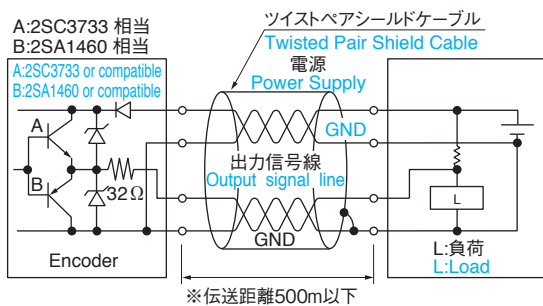 A:2SC3733 相当
B:2SA1460 相当
A:2SC3733 or compatible
B:2SA1460 or compatible
A
B
32Ω
Encoder
ツイストペアシールドケーブル
Twisted Pair Shield Cable
電源
Power Supply
GND
出力信号線
Output signal line
GND
※伝送距離500m以下
L
L:負荷
L:Load